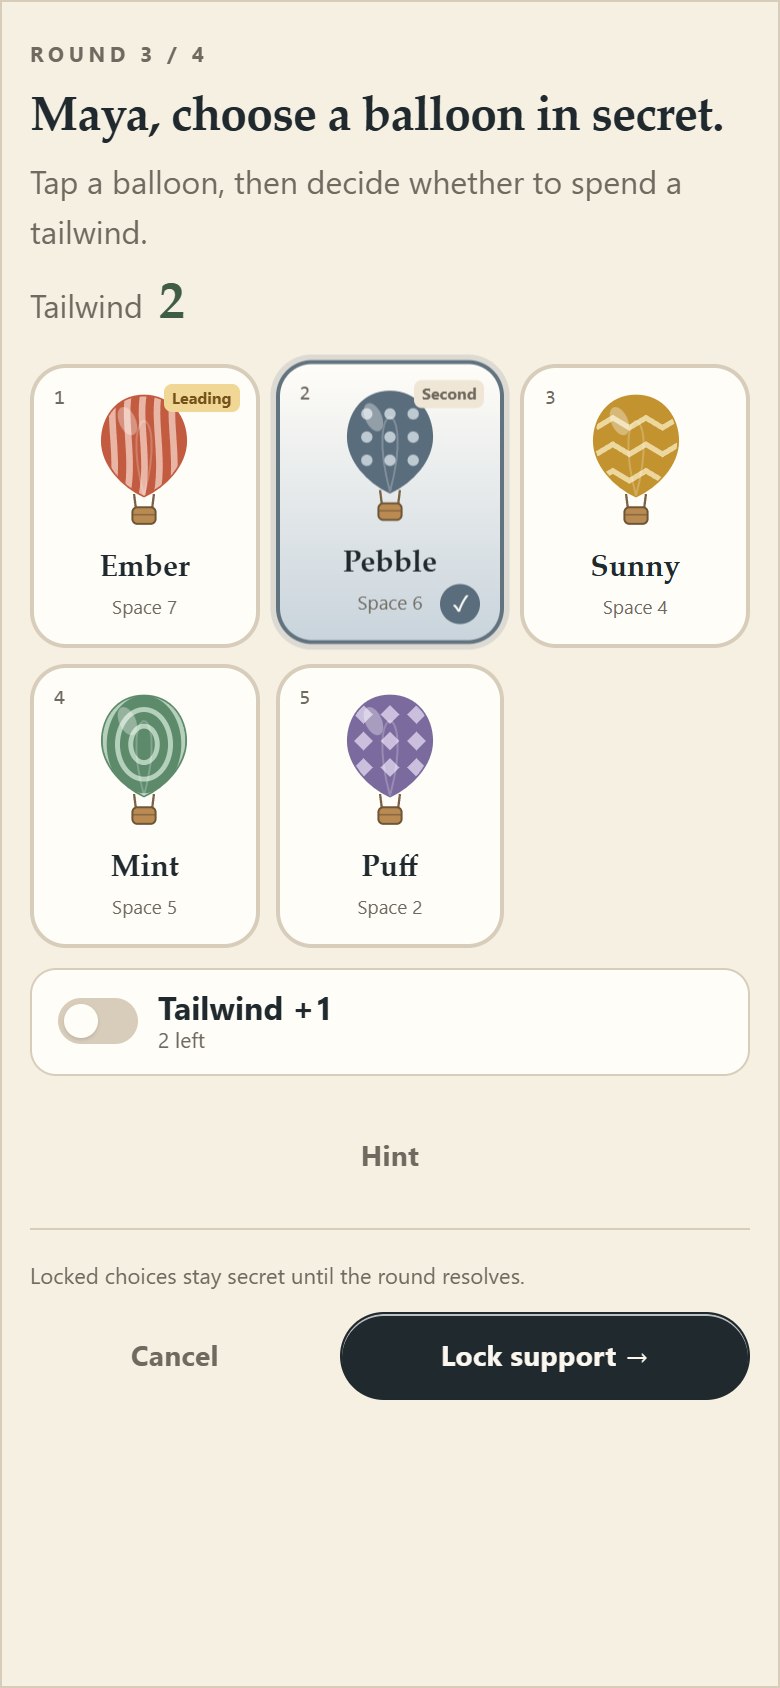 ROUND 3 / 4
Maya, choose a balloon in secret.
Tap a balloon, then decide whether to spend a
tailwind.
Tailwind 2
1
Leading
Ember
Space 7
2
Second
Pebble
Space 6
✓
3
Sunny
Space 4
4
Mint
Space 5
5
Puff
Space 2
Tailwind +1
2 left
Hint
Locked choices stay secret until the round resolves.
Cancel
Lock support →